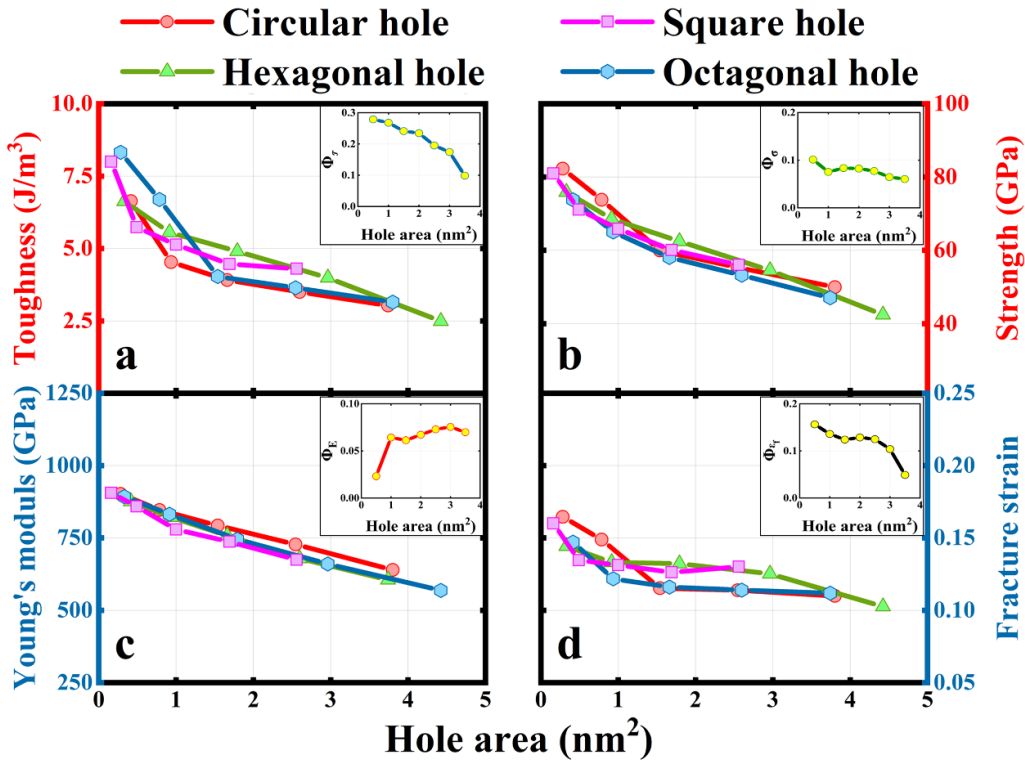 Circular hole
Square hole
Hexagonal hole
Octagonal hole
Toughness (J/m³)
10.0
7.5
5.0
2.5
a
0.3
0.2
0.1
0.0
Φτ
0 1 2 3 4
Hole area (nm²)
b
0.2
0.1
0.0
Φσ
0 1 2 3 4
Hole area (nm²)
100
80
60
40
Strength (GPa)
Young's moduls (GPa)
1250
1000
750
500
250
c
0.10
0.05
0.00
ΦE
0 1 2 3 4
Hole area (nm²)
0 1 2 3 4 5
d
0.2
0.1
0.0
Φεf
0 1 2 3 4
Hole area (nm²)
0 1 2 3 4 5
0.25
0.20
0.15
0.10
0.05
Fracture strain
Hole area (nm²)